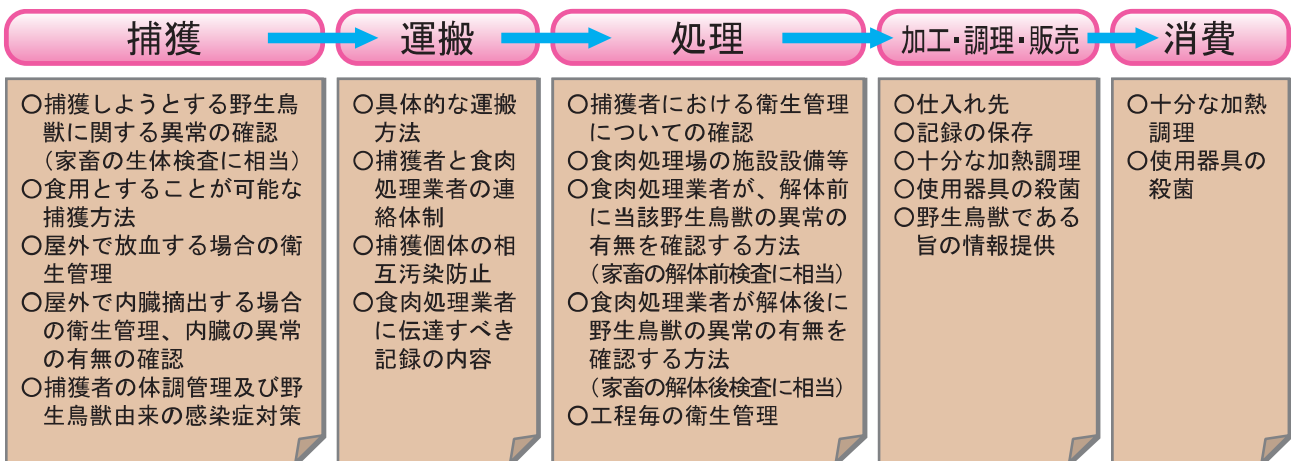 捕獲
運搬
処理
加工・調理・販売
消費
○捕獲しようとする野生鳥
獣に関する異常の確認
（家畜の生体検査に相当）
○食用とすることが可能な
捕獲方法
○屋外で放血する場合の衛
生管理
○屋外で内臓摘出する場合
の衛生管理、内臓の異常
の有無の確認
○捕獲者の体調管理及び野
生鳥獣由来の感染症対策
○具体的な運搬
方法
○捕獲者と食肉
処理業者の連
絡体制
○捕獲個体の相
互汚染防止
○食肉処理業者
に伝達すべき
記録の内容
○捕獲者における衛生管理
についての確認
○食肉処理場の施設設備等
○食肉処理業者が、解体前
に当該野生鳥獣の異常の
有無を確認する方法
（家畜の解体前検査に相当）
○食肉処理業者が解体後に
野生鳥獣の異常の有無を
確認する方法
（家畜の解体後検査に相当）
○工程毎の衛生管理
○仕入れ先
○記録の保存
○十分な加熱調理
○使用器具の殺菌
○野生鳥獣である
旨の情報提供
○十分な加熱
調理
○使用器具の
殺菌